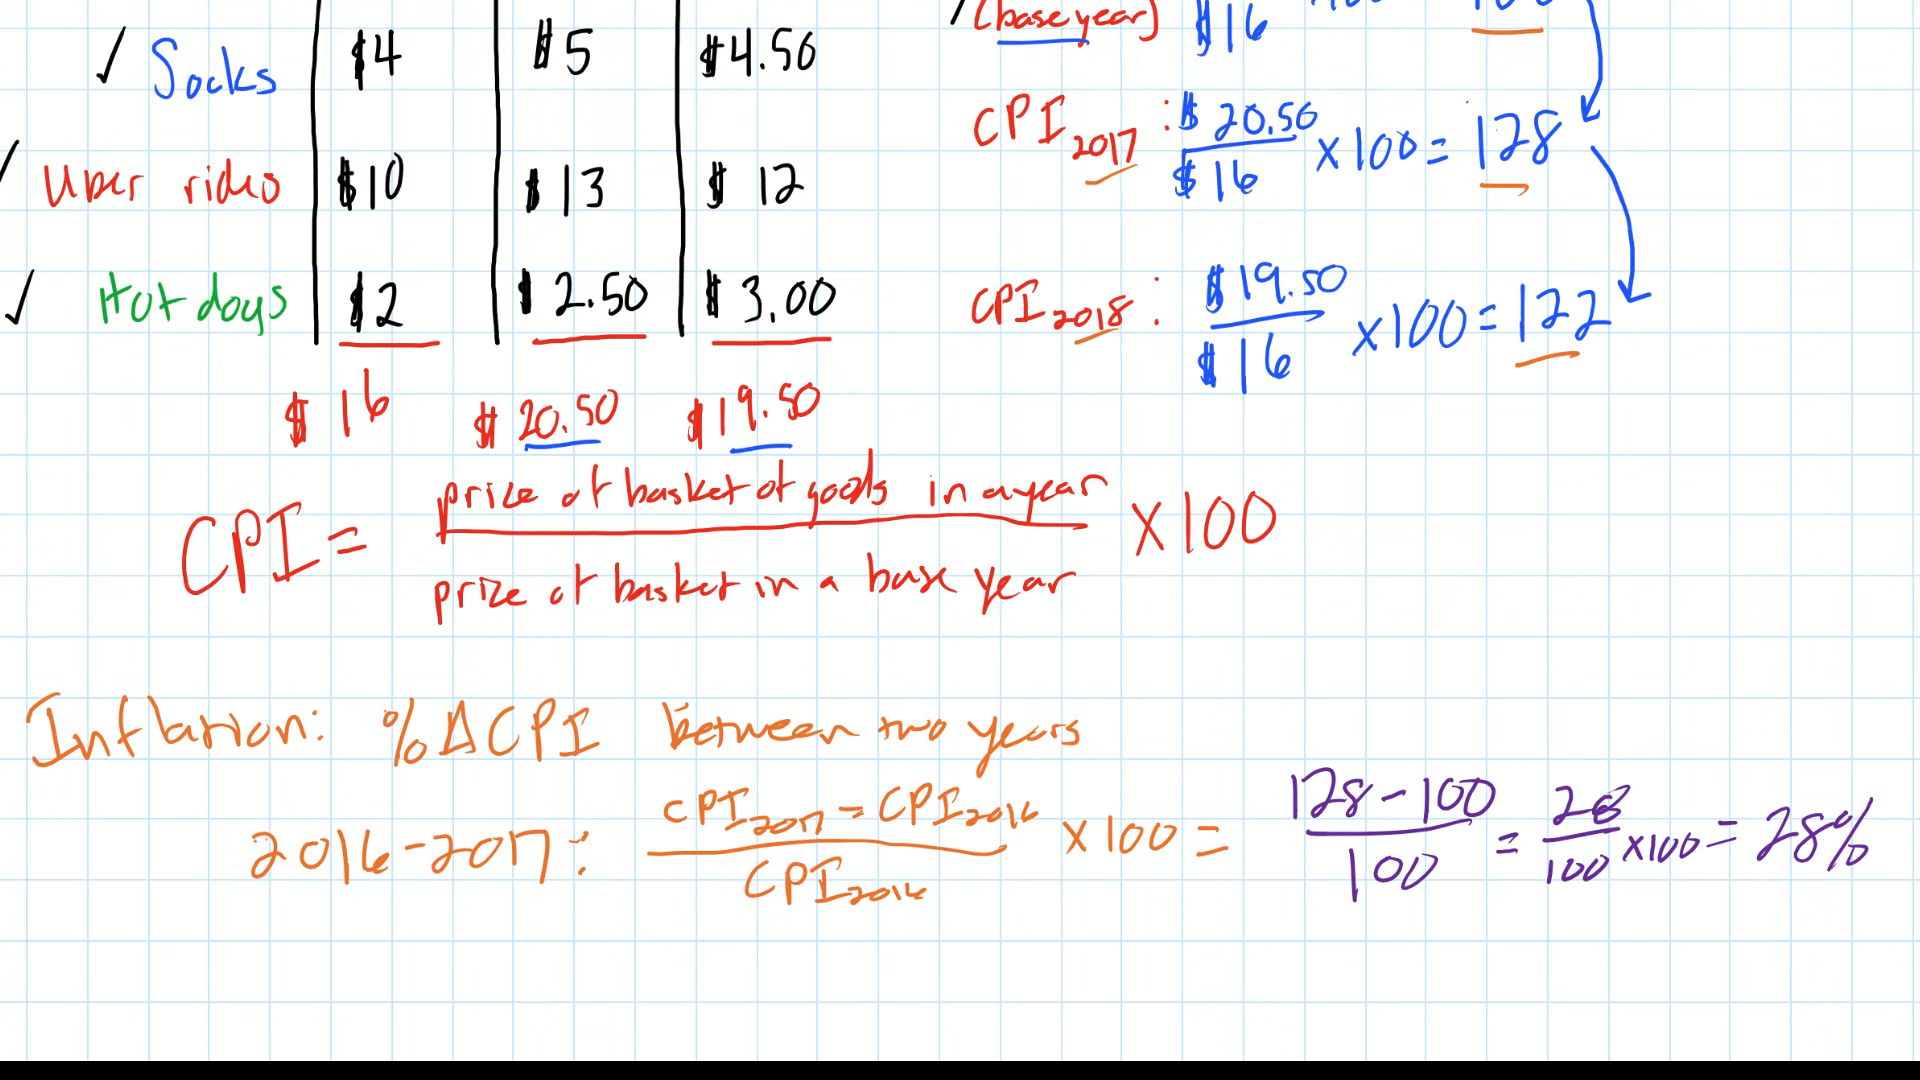 ✓ Socks $4 $5 $4.50
✓ Uber rides $10 $13 $12
✓ Hot dogs $2 $2.50 $3.00
$16 $20.50 $19.50
(base year) $16
CPI2017 : $20.50 / $16 x100 = 128
CPI2018 : $19.50 / $16 x100 = 122
CPI = price of basket of goods in a year / price of basket in a base year x100
Inflation: %ΔCPI between two years
2016-2017: CPI2017 - CPI2016 / CPI2016 x100 = 128-100 / 100 = 28 / 100 x100 = 28%